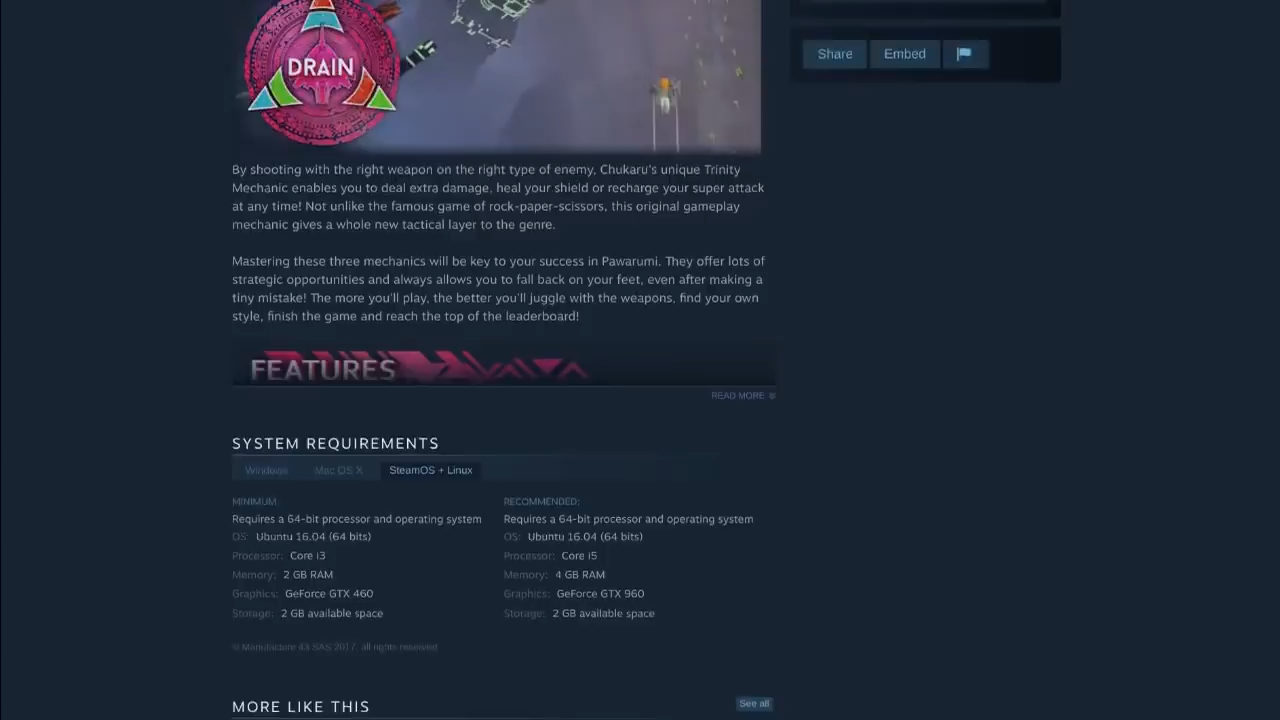 DRAIN
Share Embed
By shooting with the right weapon on the right type of enemy, Chukaru's unique Trinity
Mechanic enables you to deal extra damage, heal your shield or recharge your super attack
at any time! Not unlike the famous game of rock-paper-scissors, this original gameplay
mechanic gives a whole new tactical layer to the genre.
Mastering these three mechanics will be key to your success in Pawarumi. They offer lots of
strategic opportunities and always allows you to fall back on your feet, even after making a
tiny mistake! The more you'll play, the better you'll juggle with the weapons, find your own
style, finish the game and reach the top of the leaderboard!
FEATURES
READ MORE
SYSTEM REQUIREMENTS
Windows Mac OS X SteamOS + Linux
MINIMUM:
Requires a 64-bit processor and operating system
OS: Ubuntu 16.04 (64 bits)
Processor: Core i3
Memory: 2 GB RAM
Graphics: GeForce GTX 460
Storage: 2 GB available space
RECOMMENDED:
Requires a 64-bit processor and operating system
OS: Ubuntu 16.04 (64 bits)
Processor: Core i5
Memory: 4 GB RAM
Graphics: GeForce GTX 960
Storage: 2 GB available space
© Manufacture 43 SAS 2017, all rights reserved
MORE LIKE THIS
See all